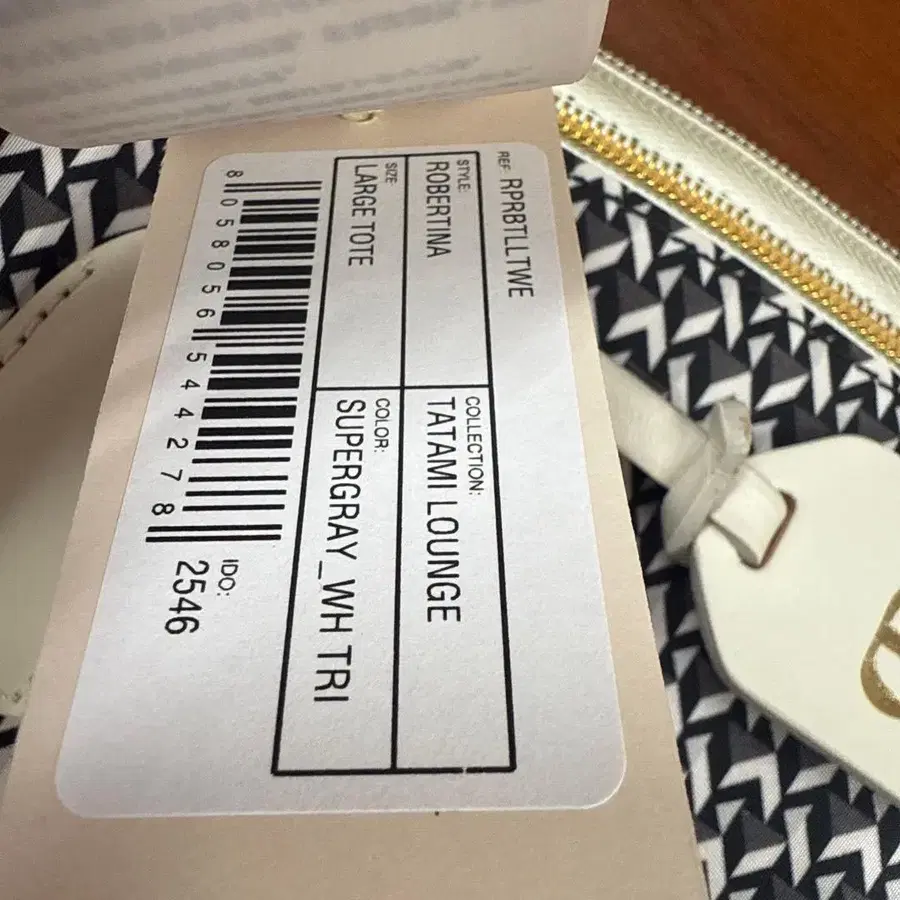 REF: RPRBTLLTWE
STYLE:
ROBERTINA
COLLECTION:
TATAMI LOUNGE
SIZE:
LARGE TOTE
COLOR:
SUPERGRAY_WH TRI
8 058056 544278
IDO:
2546